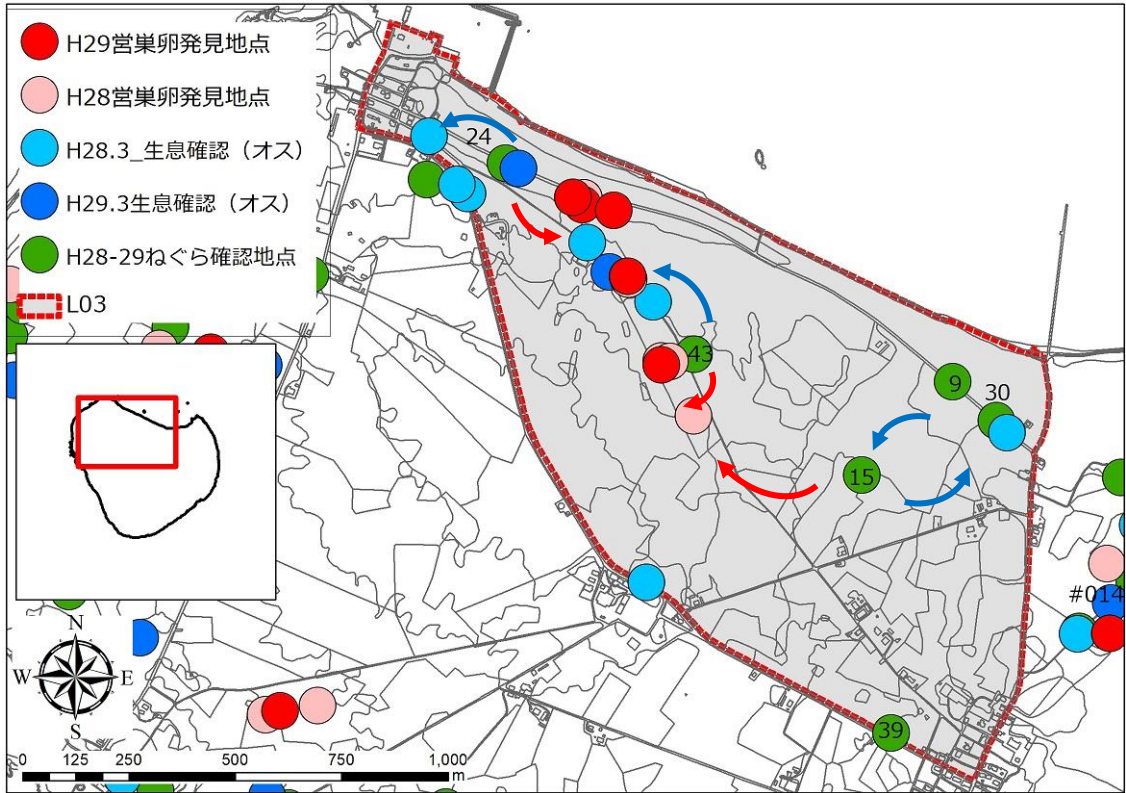 H29営巣卵発見地点
H28営巣卵発見地点
H28.3_生息確認（オス）
H29.3生息確認（オス）
H28-29ねぐら確認地点
L03
24
43
9
30
15
#014
39
N
W E
S
0 125 250 500 750 1,000
m